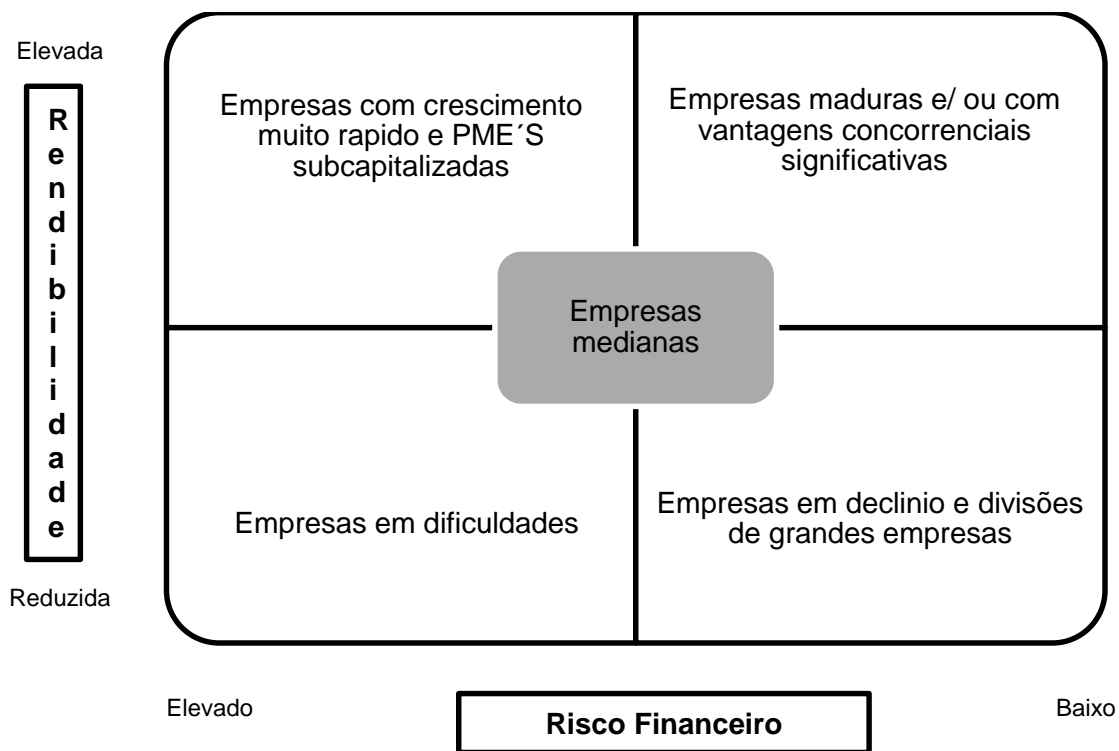 Elevada
Rendibilidade
Reduzida
Empresas com crescimento
muito rapido e PME´S
subcapitalizadas
Empresas maduras e/ ou com
vantagens concorrenciais
significativas
Empresas
medianas
Empresas em dificuldades
Empresas em declinio e divisões
de grandes empresas
Elevado
Risco Financeiro
Baixo